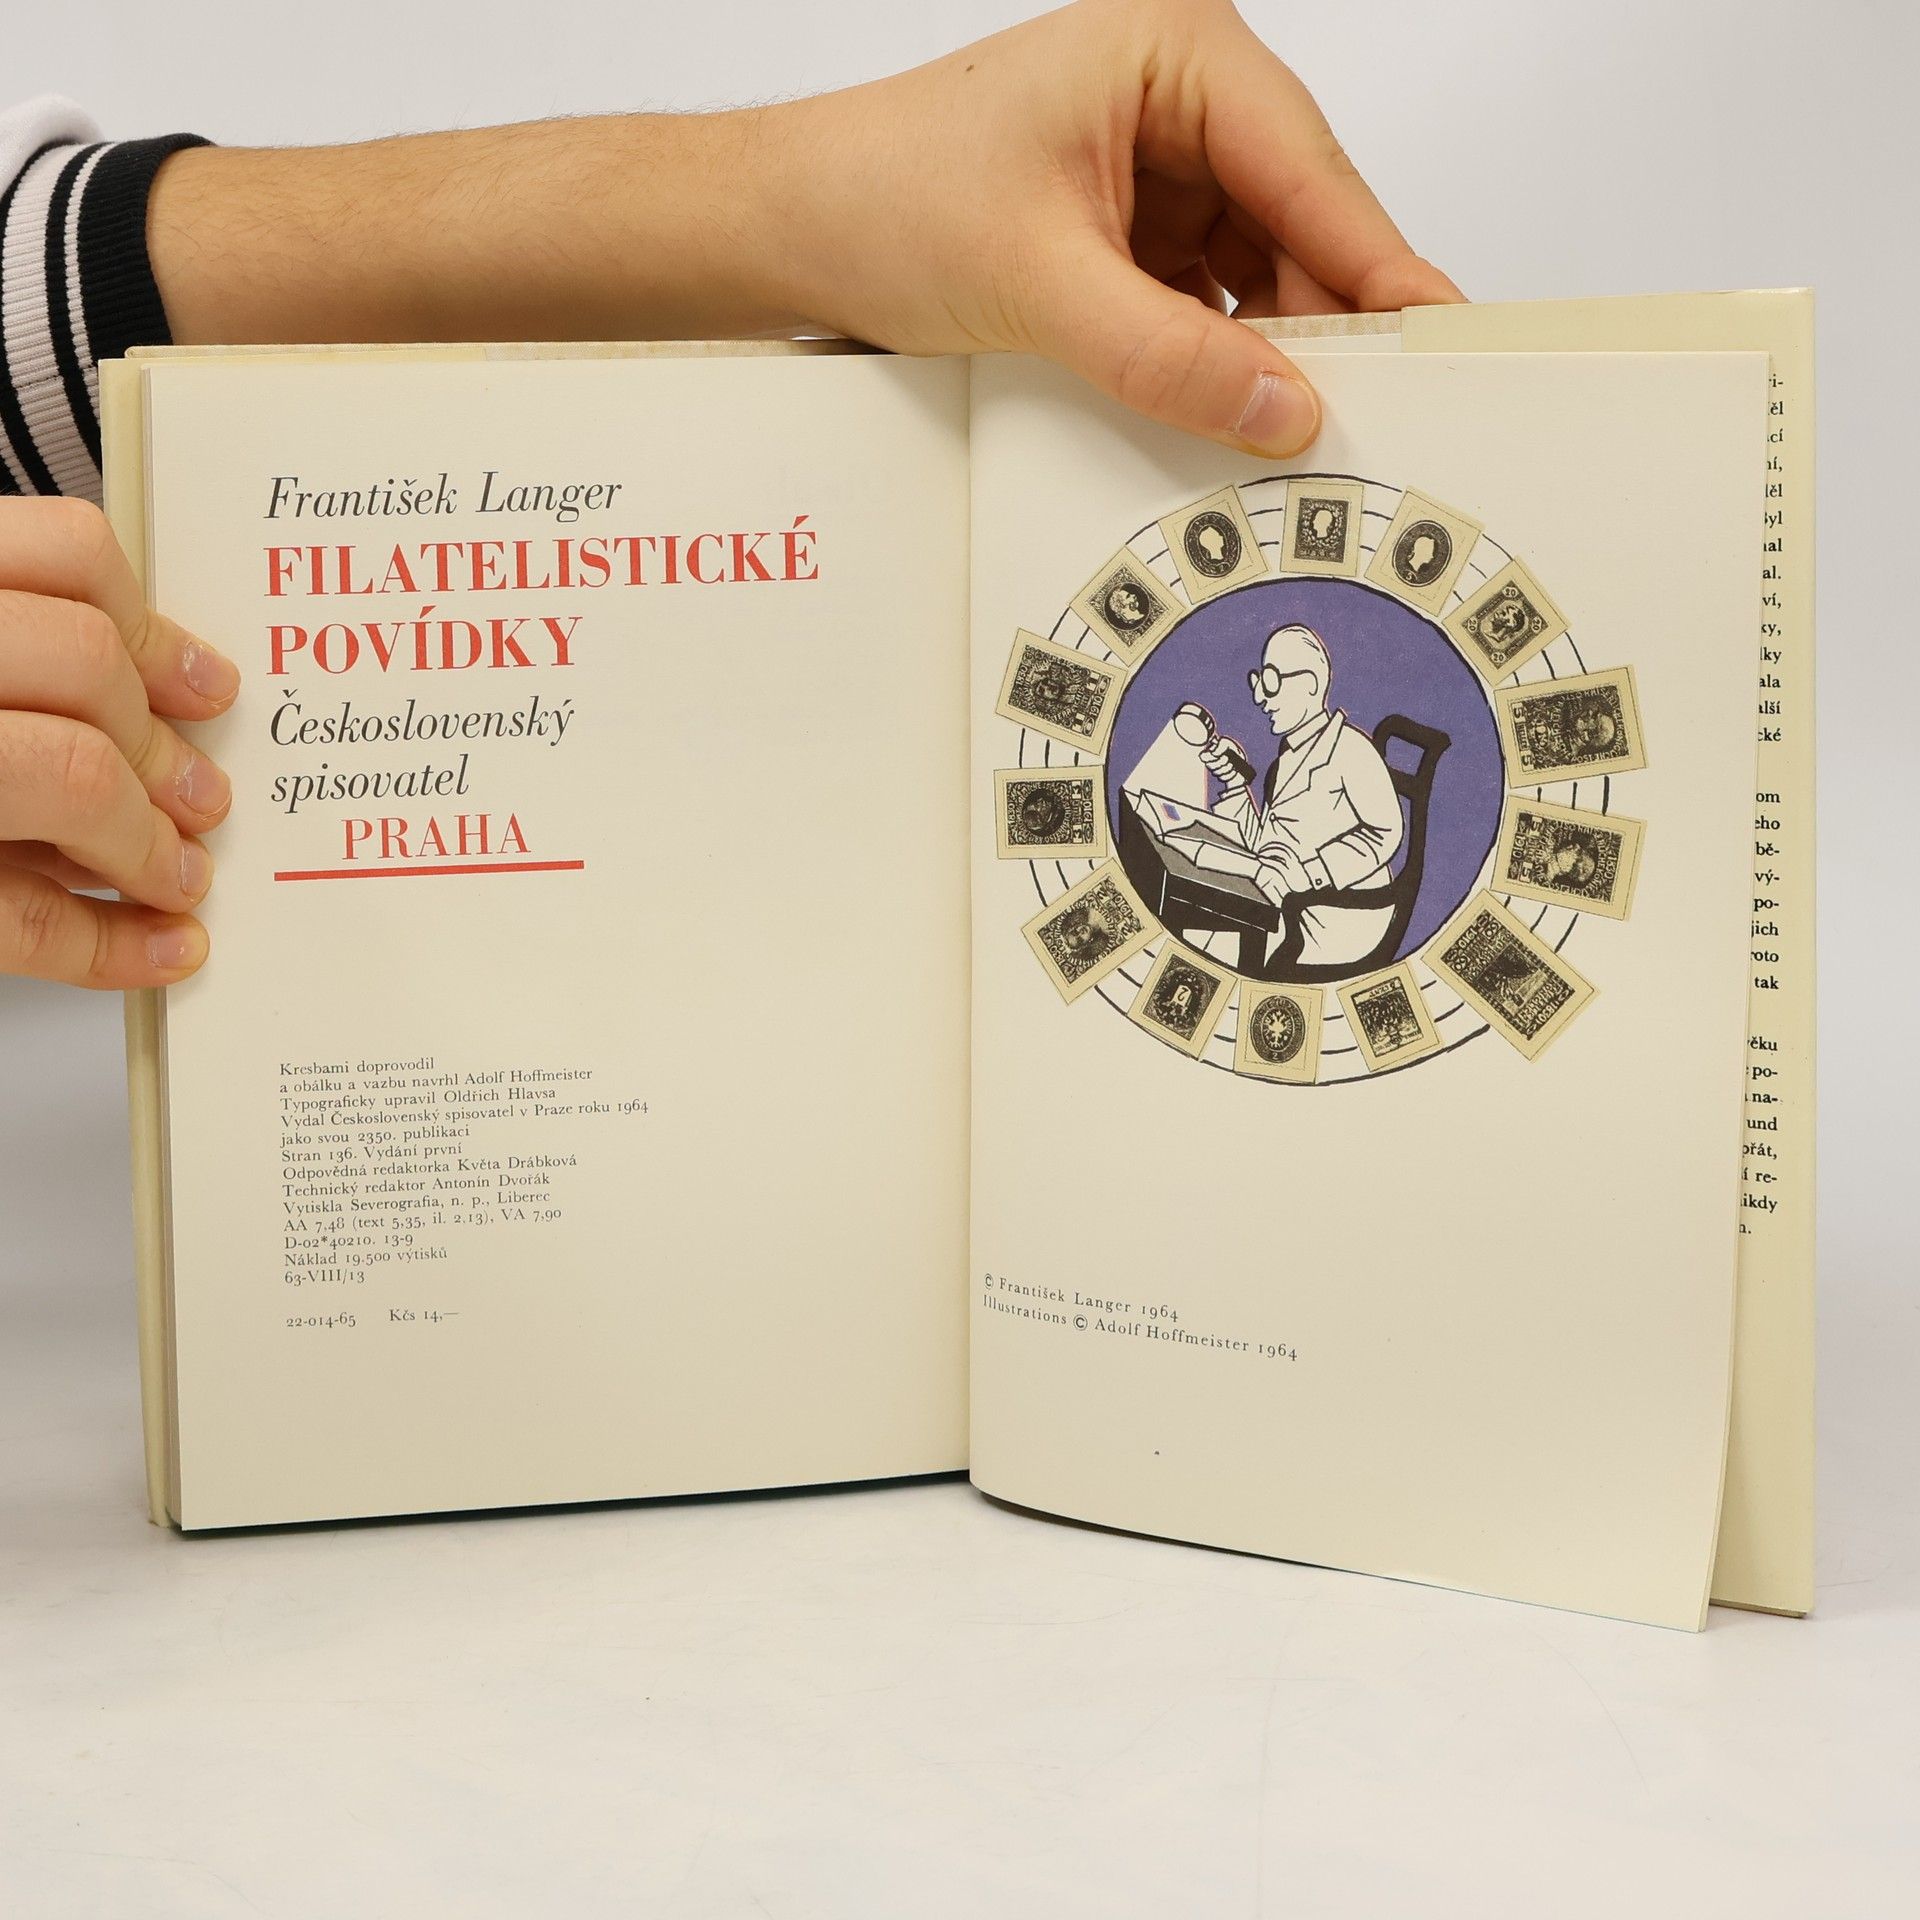 František Langer
FILATELISTICKÉ
POVÍDKY
Československý
spisovatel
PRAHA
Kresbami doprovodil
a obálku a vazbu navrhl Adolf Hoffmeister
Typograficky upravil Oldřich Hlavsa
Vydal Československý spisovatel v Praze roku 1964
jako svou 2350. publikaci
Stran 136. Vydání první
Odpovědná redaktorka Květa Drábková
Technický redaktor Antonín Dvořák
Vytiskla Severografia, n. p., Liberec
AA 7,48 (text 5,35, il. 2,13), VA 7,90
D-02*40210. 13-9
Náklad 19.500 výtisků
63-VIII/13
22-014-65 Kčs 14,—
© František Langer 1964
Illustrations © Adolf Hoffmeister 1964
tak
und